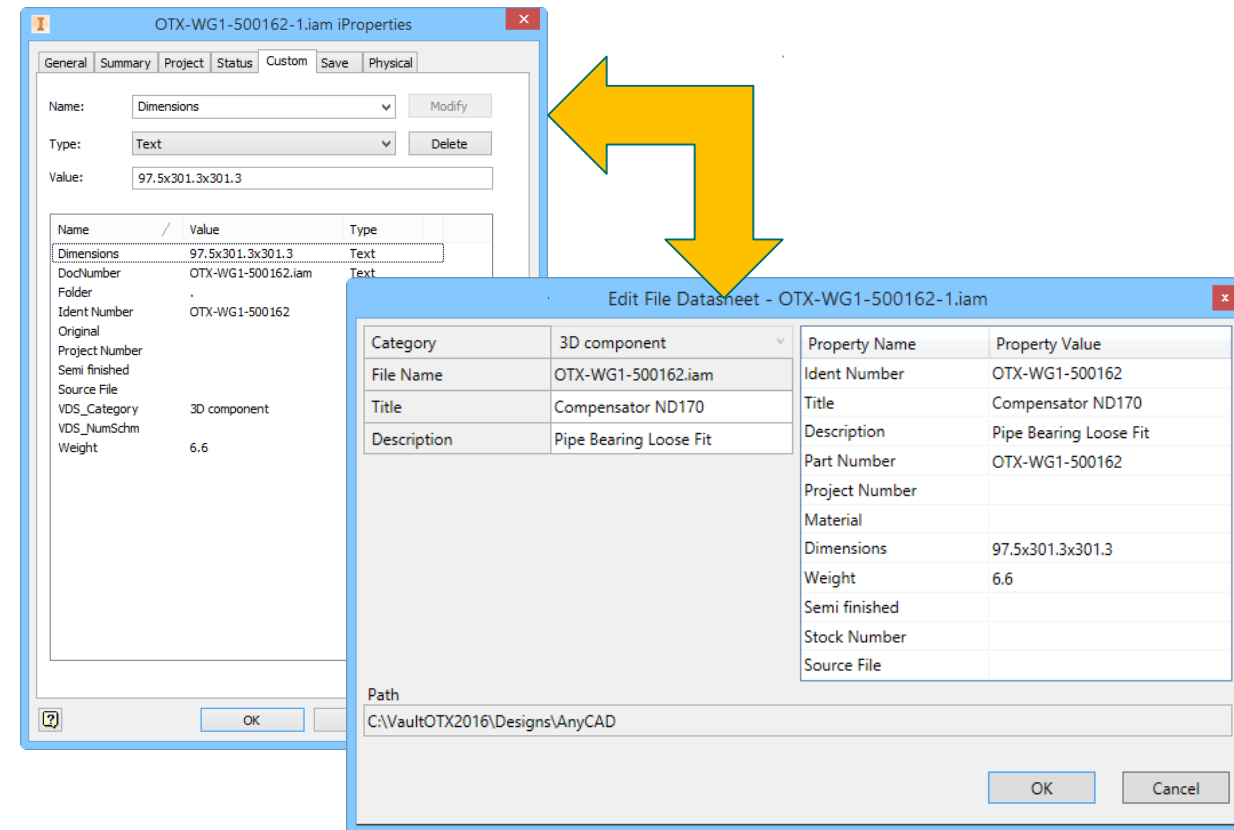 OTX-WG1-500162-1.iam iProperties
General Summary Project Status Custom Save Physical
Name: Dimensions Modify
Type: Text Delete
Value: 97.5x301.3x301.3
Name / Value Type
Dimensions 97.5x301.3x301.3 Text
DocNumber OTX-WG1-500162.iam Text
Folder .
Ident Number OTX-WG1-500162
Original
Project Number
Semi finished
Source File
VDS_Category 3D component
VDS_NumSchm
Weight 6.6
OK
Edit File Datasheet - OTX-WG1-500162-1.iam
Category 3D component
File Name OTX-WG1-500162.iam
Title Compensator ND170
Description Pipe Bearing Loose Fit
Property Name Property Value
Ident Number OTX-WG1-500162
Title Compensator ND170
Description Pipe Bearing Loose Fit
Part Number OTX-WG1-500162
Project Number
Material
Dimensions 97.5x301.3x301.3
Weight 6.6
Semi finished
Stock Number
Source File
Path
C:\VaultOTX2016\Designs\AnyCAD
OK Cancel